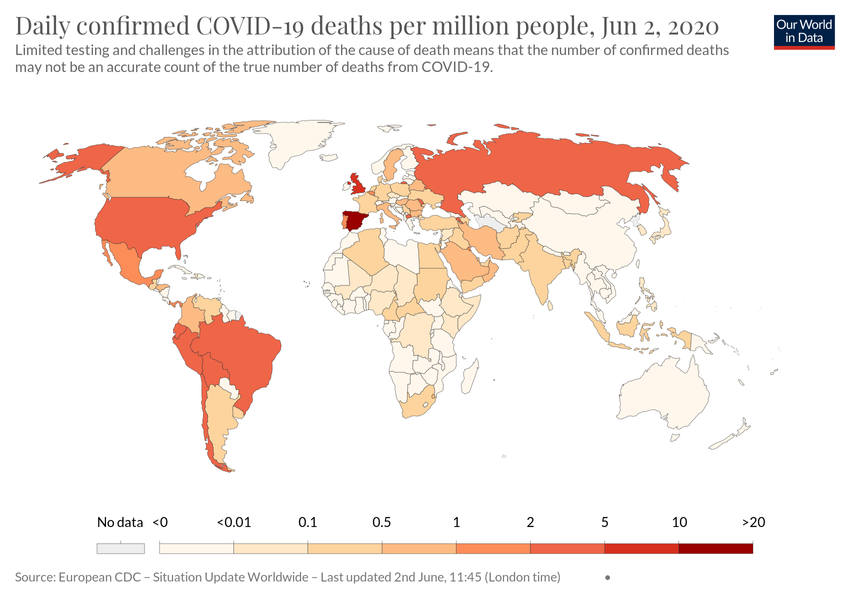 Daily confirmed COVID-19 deaths per million people, Jun 2, 2020
Our World
in Data
Limited testing and challenges in the attribution of the cause of death means that the number of confirmed deaths
may not be an accurate count of the true number of deaths from COVID-19.
No data <0 <0.01 0.1 0.5 1 2 5 10 >20
Source: European CDC – Situation Update Worldwide – Last updated 2nd June, 11:45 (London time) •